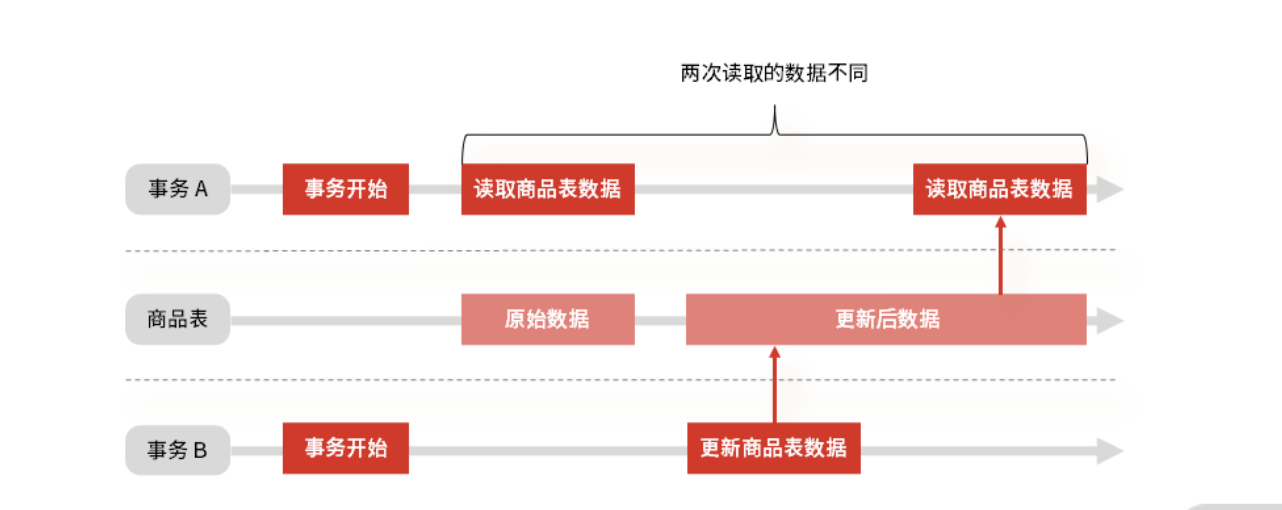 两次读取的数据不同
事务 A
事务开始
读取商品表数据
读取商品表数据
商品表
原始数据
更新后数据
事务 B
事务开始
更新商品表数据